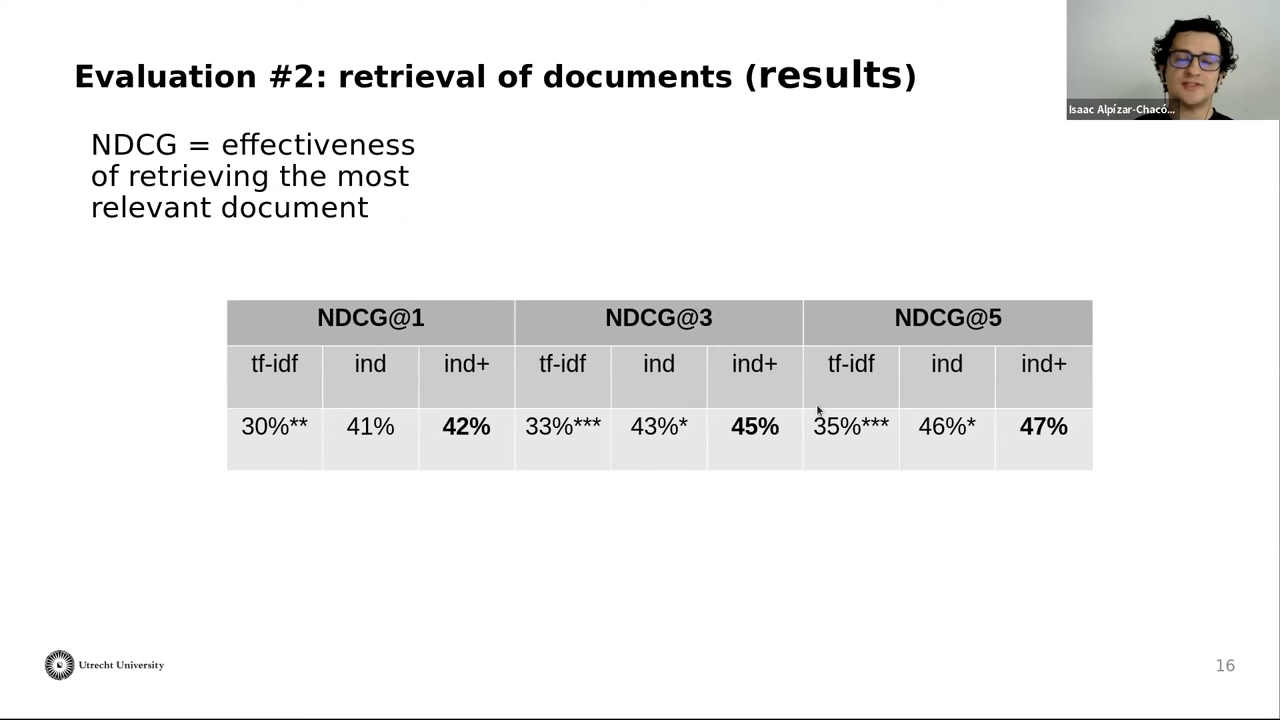 Evaluation #2: retrieval of documents (results)
Isaac Alpízar-Chacó...
NDCG = effectiveness
of retrieving the most
relevant document
NDCG@1 NDCG@3 NDCG@5
tf-idf ind ind+ tf-idf ind ind+ tf-idf ind ind+
30%** 41% 42% 33%*** 43%* 45% 35%*** 46%* 47%
Utrecht University
16